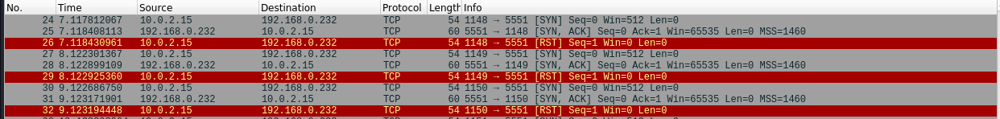 No. Time Source Destination Protocol Length Info
24 7.117812067 10.0.2.15 192.168.0.232 TCP 54 1148 → 5551 [SYN] Seq=0 Win=512 Len=0
25 7.118408113 192.168.0.232 10.0.2.15 TCP 60 5551 → 1148 [SYN, ACK] Seq=0 Ack=1 Win=65535 Len=0 MSS=1460
26 7.118430961 10.0.2.15 192.168.0.232 TCP 54 1148 → 5551 [RST] Seq=1 Win=0 Len=0
27 8.122301367 10.0.2.15 192.168.0.232 TCP 54 1149 → 5551 [SYN] Seq=0 Win=512 Len=0
28 8.122899109 192.168.0.232 10.0.2.15 TCP 60 5551 → 1149 [SYN, ACK] Seq=0 Ack=1 Win=65535 Len=0 MSS=1460
29 8.122925360 10.0.2.15 192.168.0.232 TCP 54 1149 → 5551 [RST] Seq=1 Win=0 Len=0
30 9.122686750 10.0.2.15 192.168.0.232 TCP 54 1150 → 5551 [SYN] Seq=0 Win=512 Len=0
31 9.123171901 192.168.0.232 10.0.2.15 TCP 60 5551 → 1150 [SYN, ACK] Seq=0 Ack=1 Win=65535 Len=0 MSS=1460
32 9.123194448 10.0.2.15 192.168.0.232 TCP 54 1150 → 5551 [RST] Seq=1 Win=0 Len=0